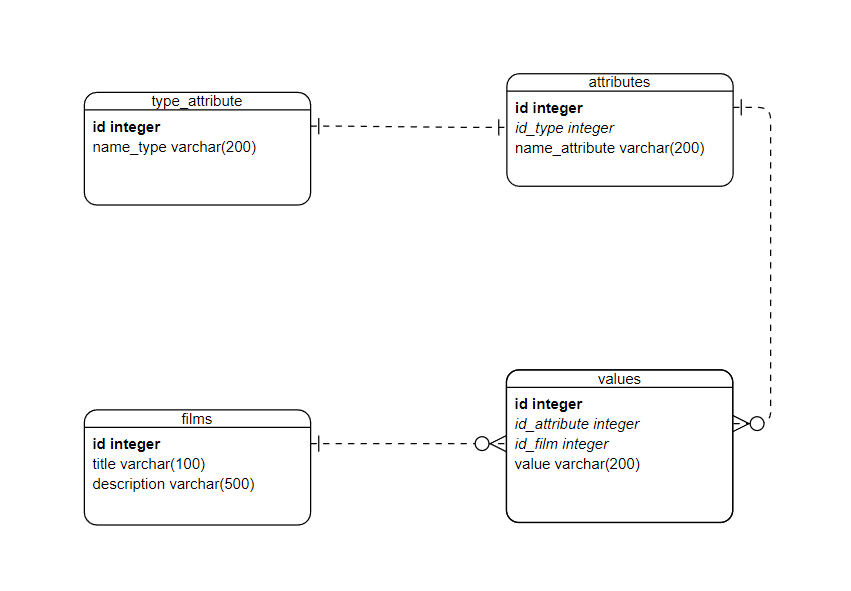 type_attribute
id integer
name_type varchar(200)
attributes
id integer
id_type integer
name_attribute varchar(200)
films
id integer
title varchar(100)
description varchar(500)
values
id integer
id_attribute integer
id_film integer
value varchar(200)